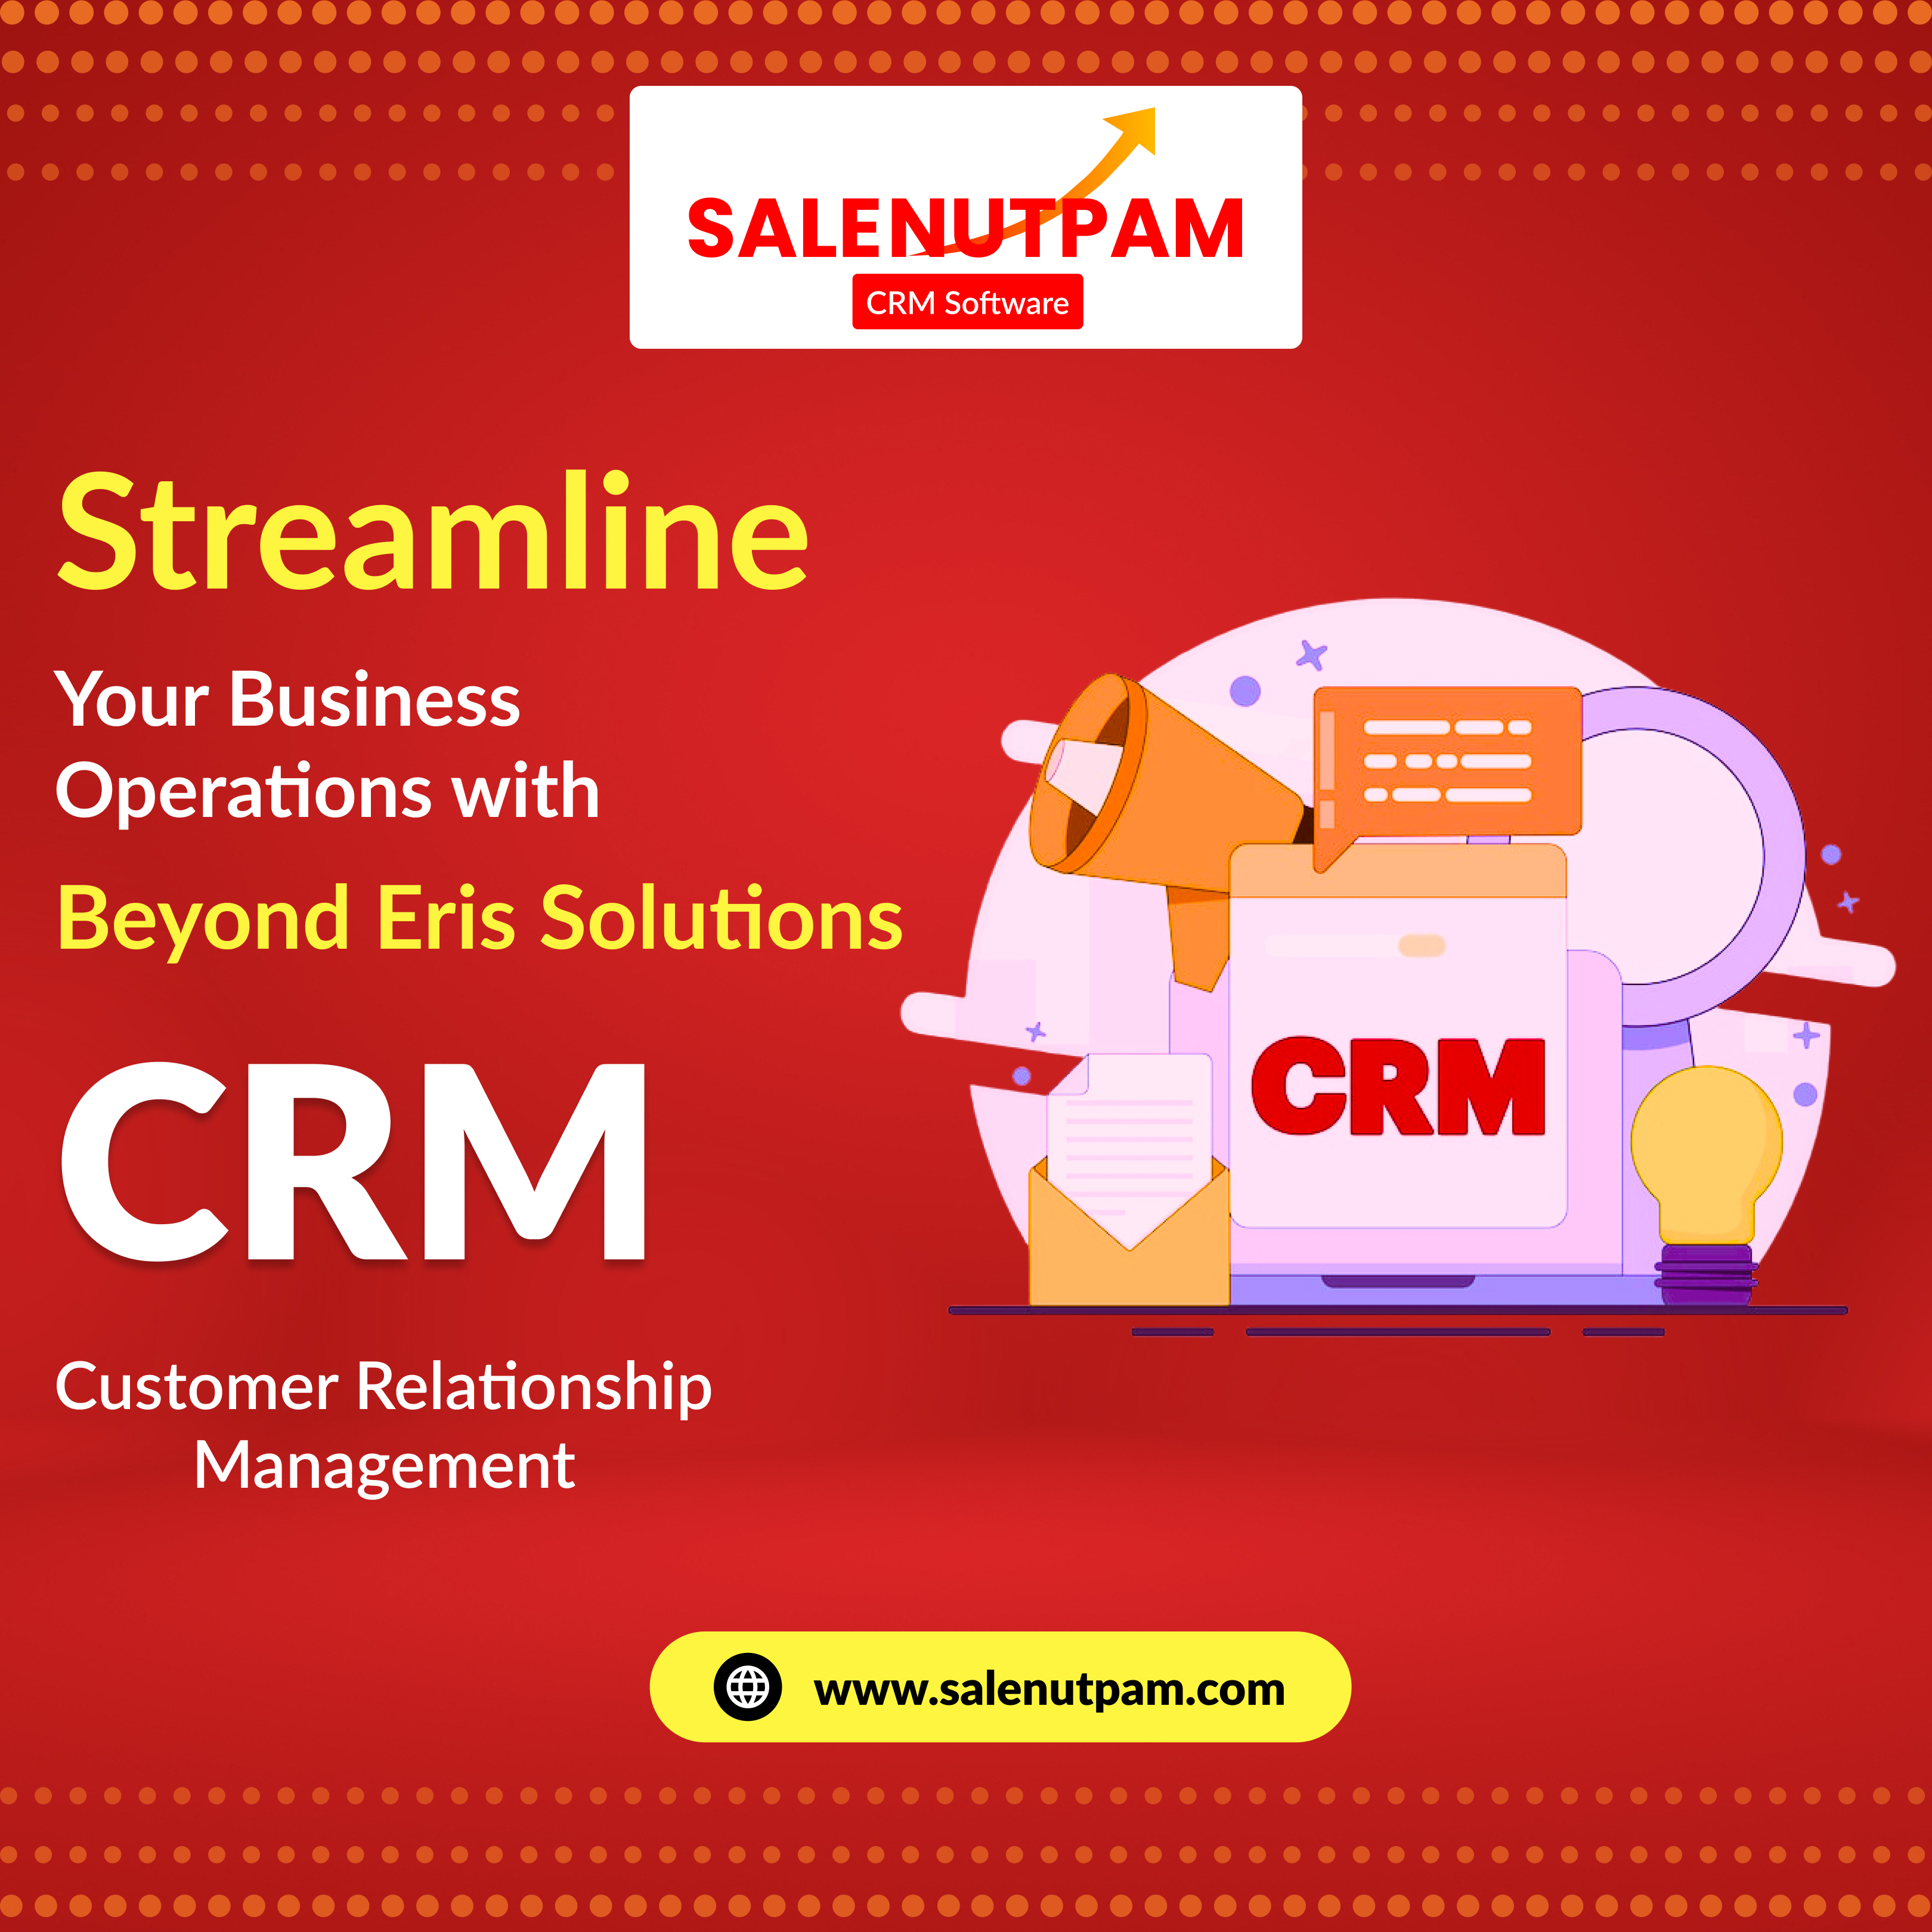 SALENUTPAM
CRM Software
Streamline
Your Business
Operations with
Beyond Eris Solutions
CRM
CRM
Customer Relationship
Management
www.salenutpam.com